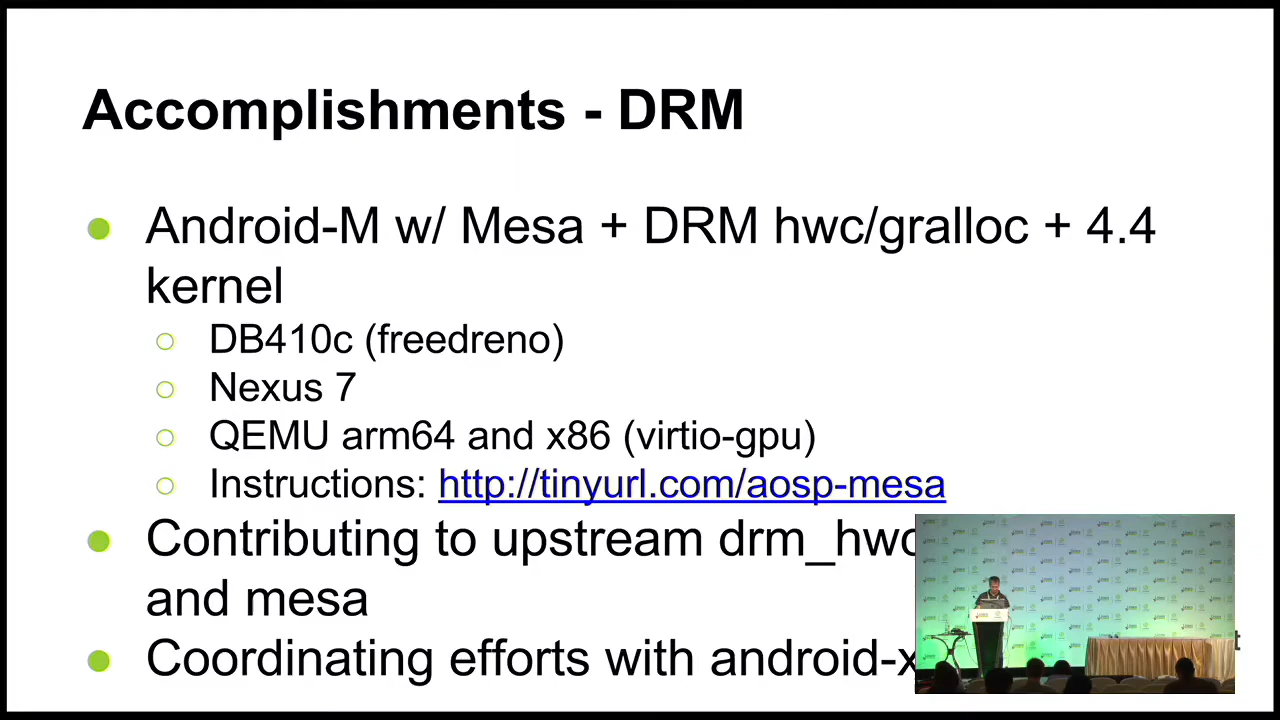 Accomplishments - DRM
● Android-M w/ Mesa + DRM hwc/gralloc + 4.4
kernel
○ DB410c (freedreno)
○ Nexus 7
○ QEMU arm64 and x86 (virtio-gpu)
○ Instructions: http://tinyurl.com/aosp-mesa
● Contributing to upstream drm_hwc
and mesa
● Coordinating efforts with android-x